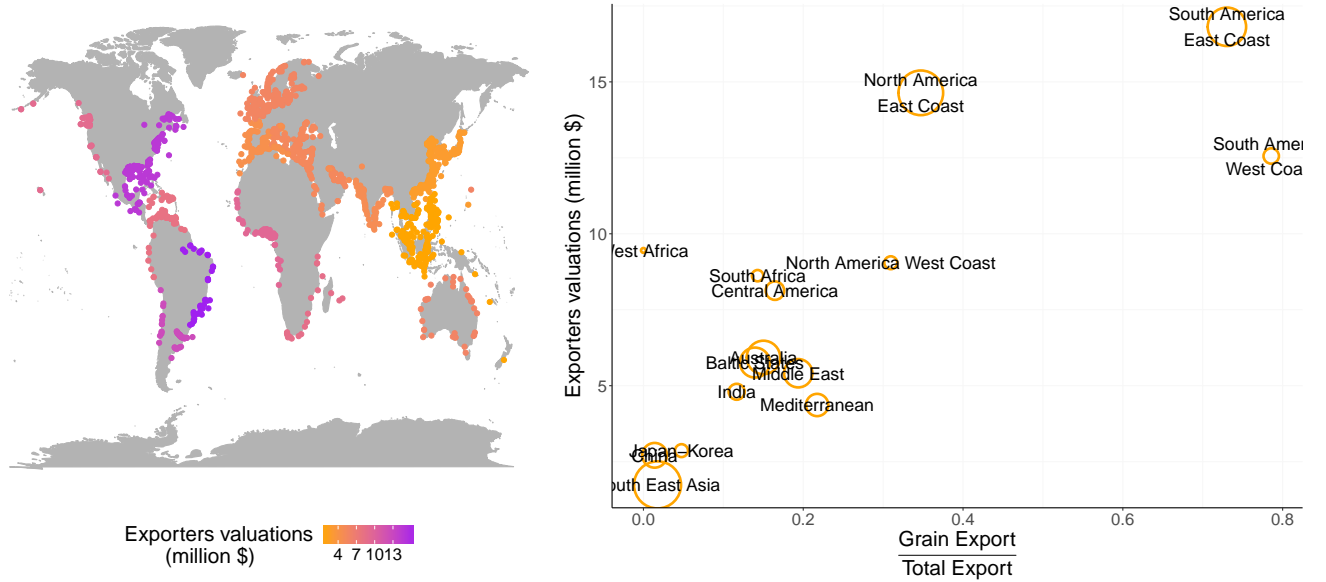 Exporters valuations
(million $)
4 7 10 13
Exporters valuations (million $)
15
10
5
South America
East Coast
North America
East Coast
South Amer
West Coa
West Africa
North America West Coast
South Africa
Central America
Australia
Baltic States
Middle East
India
Mediterranean
Japan−Korea
China
outh East Asia
0.0
0.2
0.4
0.6
0.8
Grain Export
Total Export